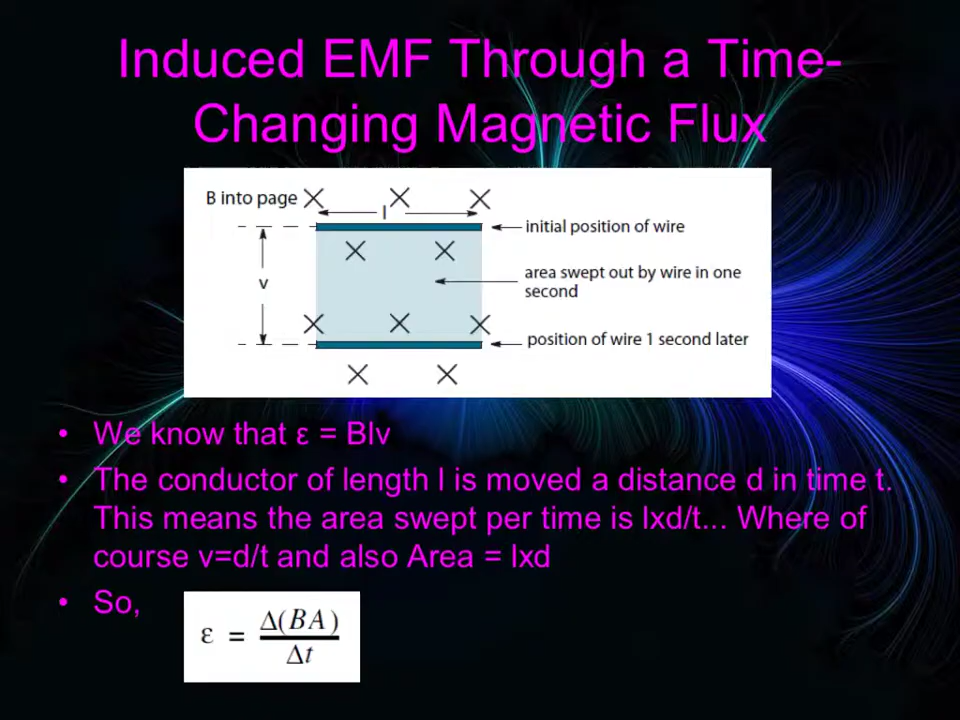 Induced EMF Through a Time-
Changing Magnetic Flux
B into page
l
initial position of wire
area swept out by wire in one
second
v
position of wire 1 second later
• We know that ε = Blv
• The conductor of length l is moved a distance d in time t.
This means the area swept per time is lxd/t... Where of
course v=d/t and also Area = lxd
• So,
ε = Δ(BA)
Δt